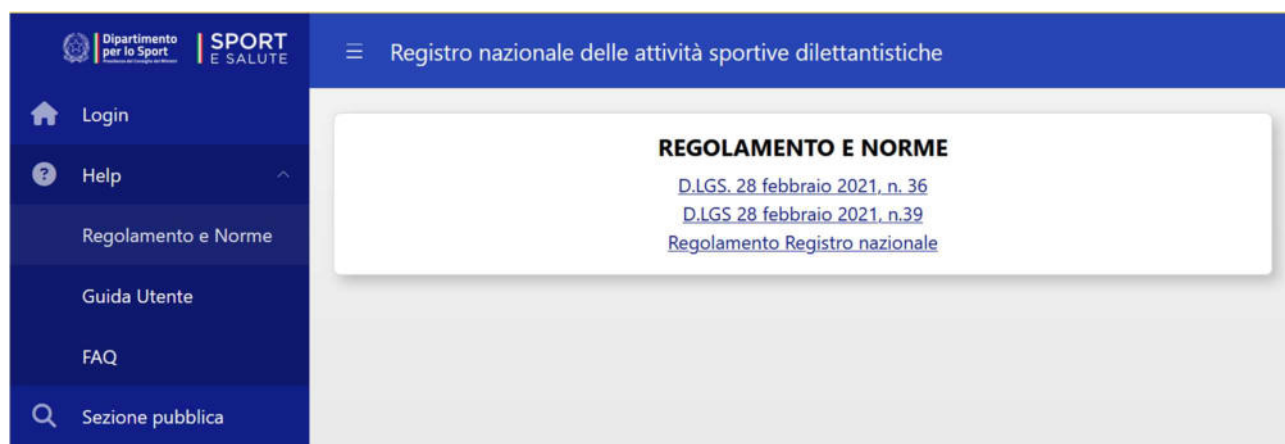 Dipartimento
per lo Sport
SPORT
E SALUTE
Registro nazionale delle attività sportive dilettantistiche
Login
Help
Regolamento e Norme
Guida Utente
FAQ
Sezione pubblica
REGOLAMENTO E NORME
D.LGS. 28 febbraio 2021, n. 36
D.LGS 28 febbraio 2021, n.39
Regolamento Registro nazionale